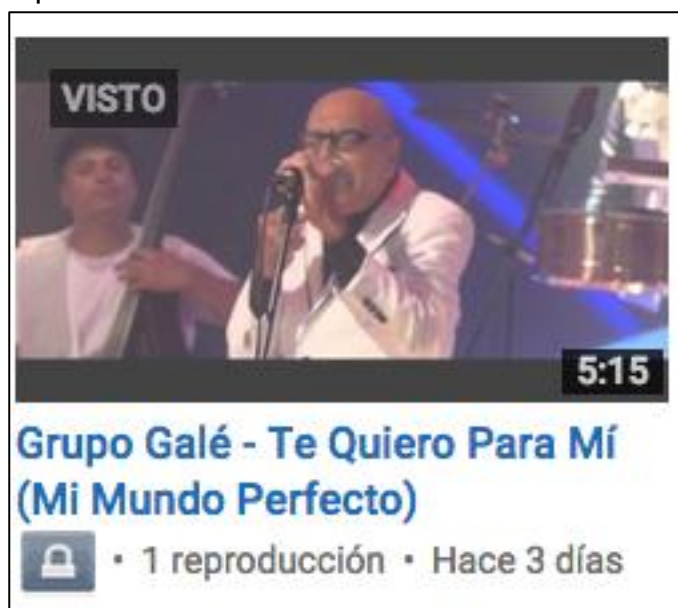 VISTO
5:15
Grupo Galé - Te Quiero Para Mí
(Mi Mundo Perfecto)
• 1 reproducción • Hace 3 días